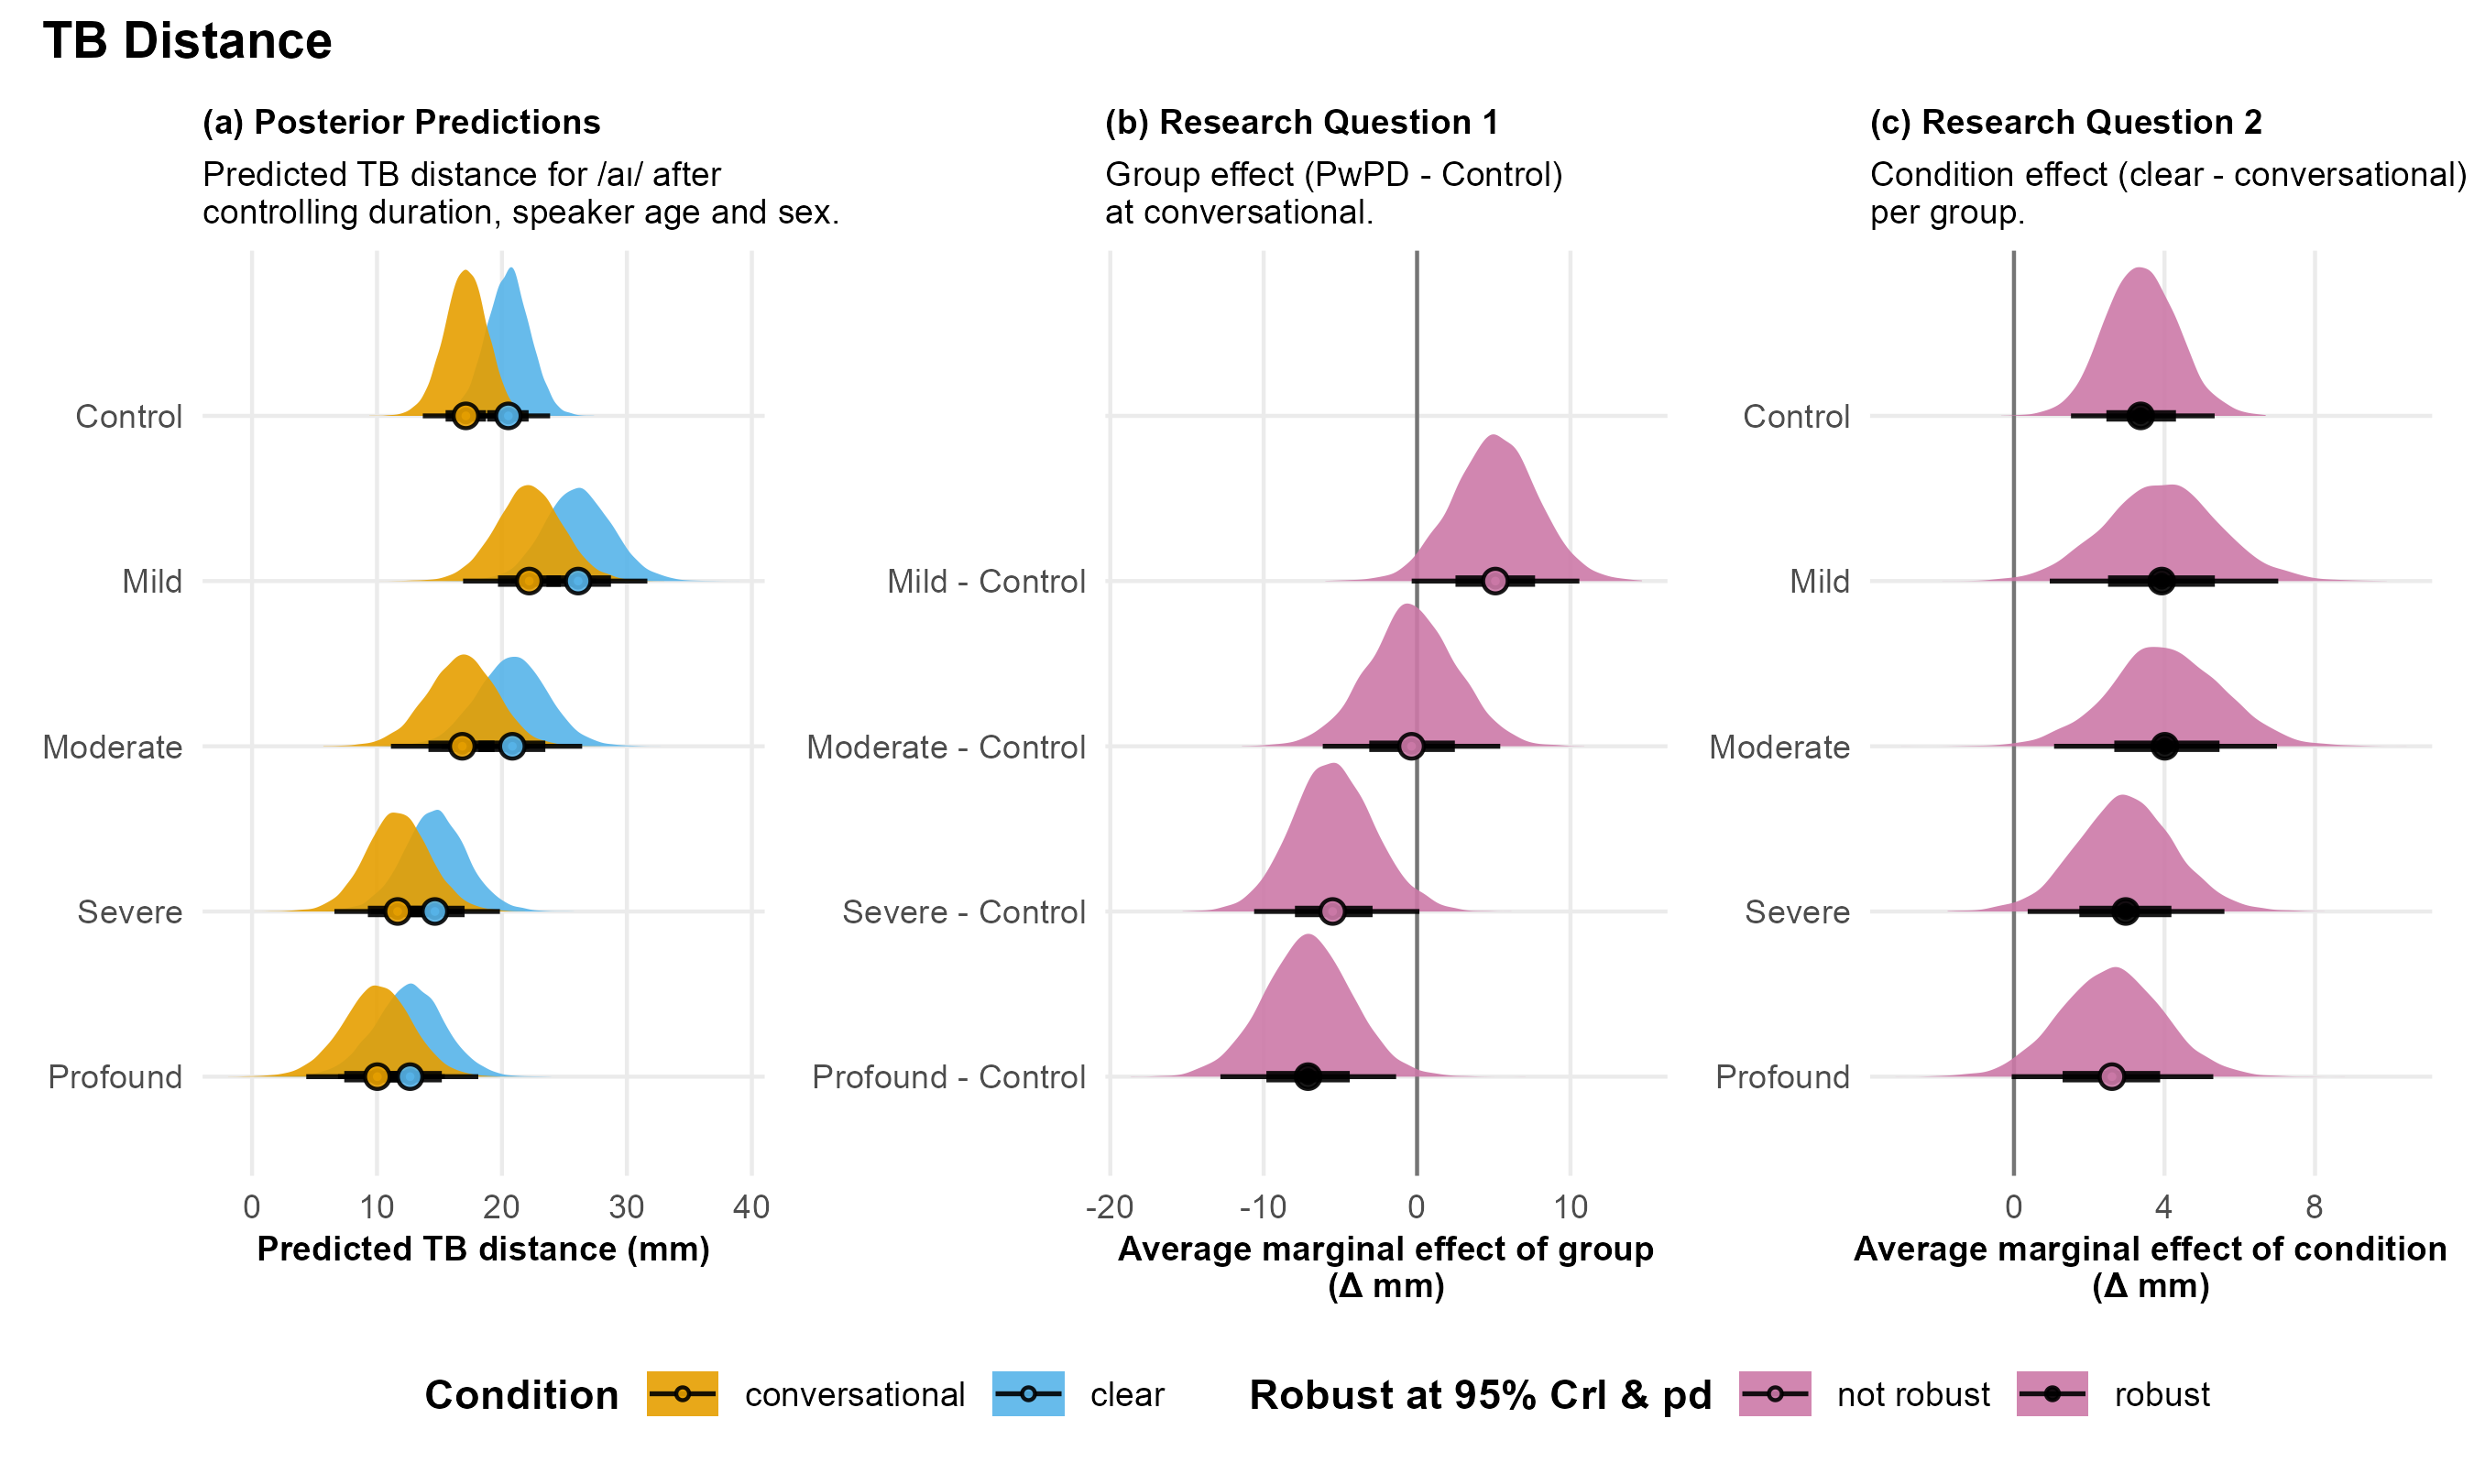 TB Distance
(a) Posterior Predictions
Predicted TB distance for /aı/ after
controlling duration, speaker age and sex.
Control
Mild
Moderate
Severe
Profound
0 10 20 30 40
Predicted TB distance (mm)
(b) Research Question 1
Group effect (PwPD - Control)
at conversational.
Mild - Control
Moderate - Control
Severe - Control
Profound - Control
-20 -10 0 10
Average marginal effect of group
(Δ mm)
(c) Research Question 2
Condition effect (clear - conversational)
per group.
Control
Mild
Moderate
Severe
Profound
0 4 8
Average marginal effect of condition
(Δ mm)
Condition conversational clear Robust at 95% CrI & pd not robust robust